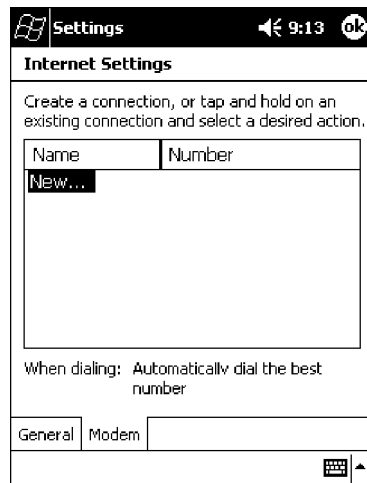 Settings 9:13 ok
Internet Settings
Create a connection, or tap and hold on an
existing connection and select a desired action.
Name Number
New...
When dialing: Automatically dial the best
number
General Modem